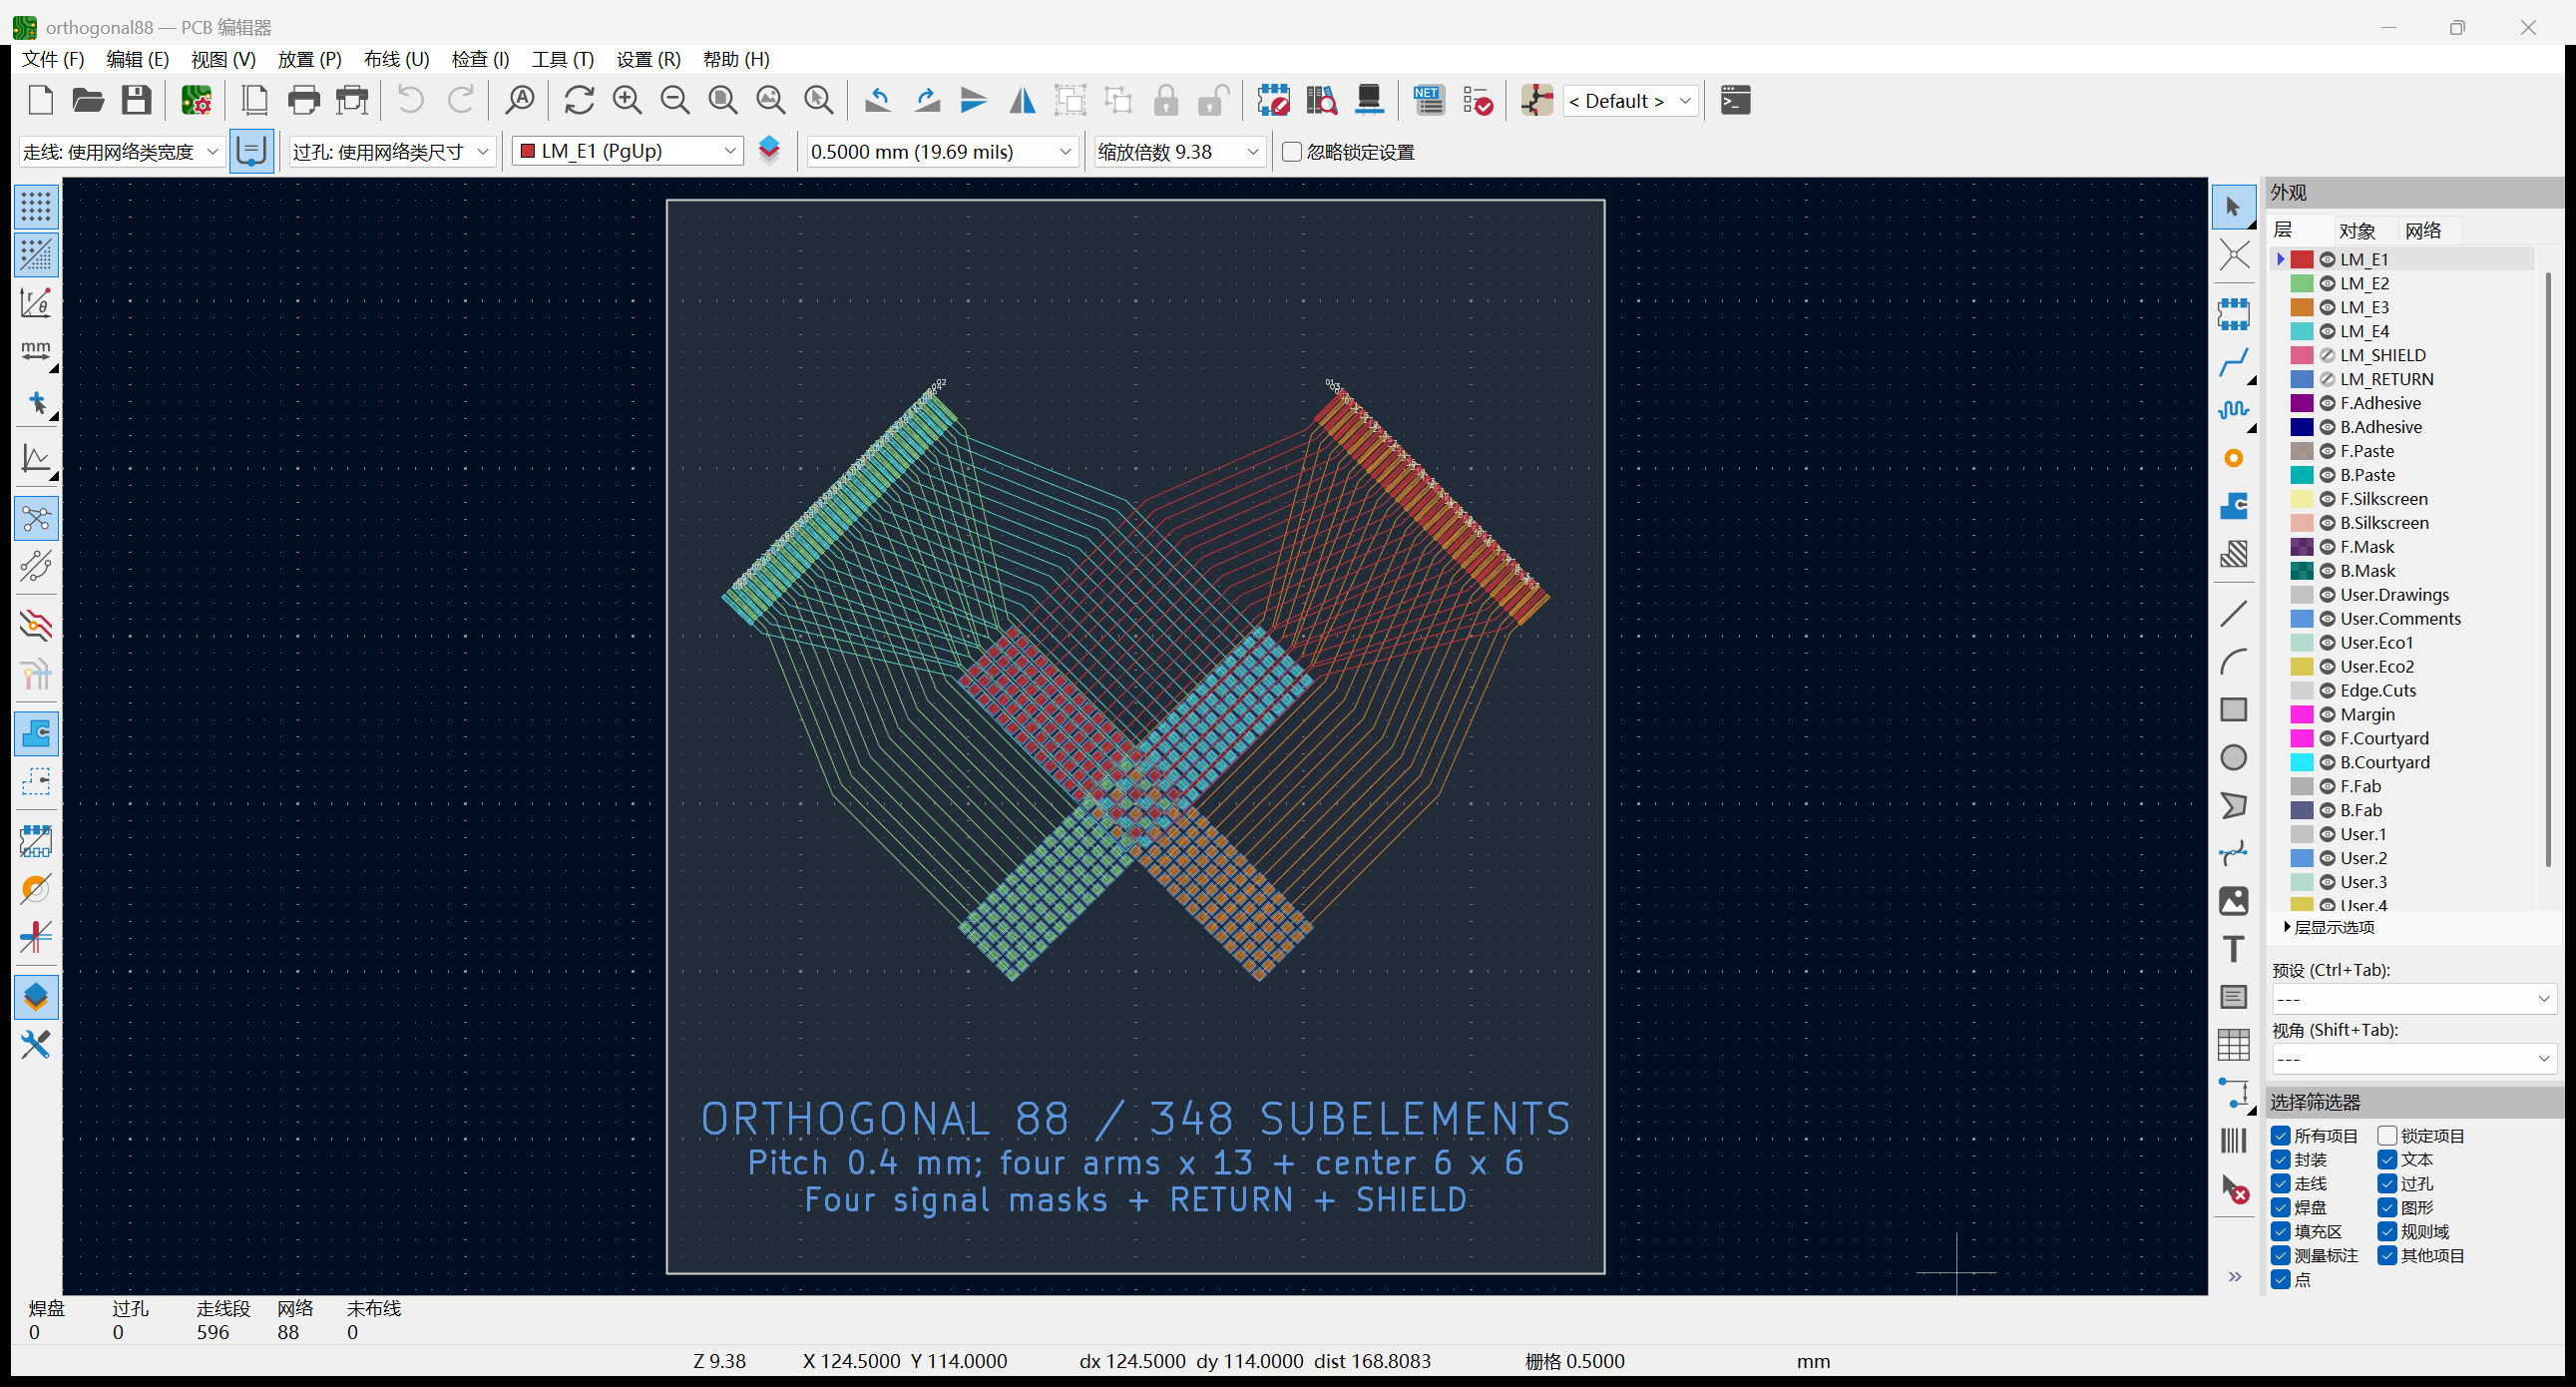 orthogonal88 — PCB 编辑器
文件 (F) 编辑 (E) 视图 (V) 放置 (P) 布线 (U) 检查 (I) 工具 (T) 设置 (R) 帮助 (H)
NET < Default >
走线: 使用网络类宽度 过孔: 使用网络类尺寸 LM_E1 (PgUp) 0.5000 mm (19.69 mils) 缩放倍数 9.38 忽略锁定设置
mm
外观
层 对象 网络
LM_E1
LM_E2
LM_E3
LM_E4
LM_SHIELD
LM_RETURN
F.Adhesive
B.Adhesive
F.Paste
B.Paste
F.Silkscreen
B.Silkscreen
F.Mask
B.Mask
User.Drawings
User.Comments
User.Eco1
User.Eco2
Edge.Cuts
Margin
F.Courtyard
B.Courtyard
F.Fab
B.Fab
User.1
User.2
User.3
User.4
层显示选项
预设 (Ctrl+Tab):
---
视角 (Shift+Tab):
---
选择筛选器
所有项目 锁定项目
封装 文本
走线 过孔
焊盘 图形
填充区 规则域
测量标注 其他项目
点
ORTHOGONAL 88 / 348 SUBELEMENTS
Pitch 0.4 mm; four arms x 13 + center 6 x 6
Four signal masks + RETURN + SHIELD
焊盘 过孔 走线段 网络 未布线
0 0 596 88 0
Z 9.38 X 124.5000 Y 114.0000 dx 124.5000 dy 114.0000 dist 168.8083 栅格 0.5000 mm